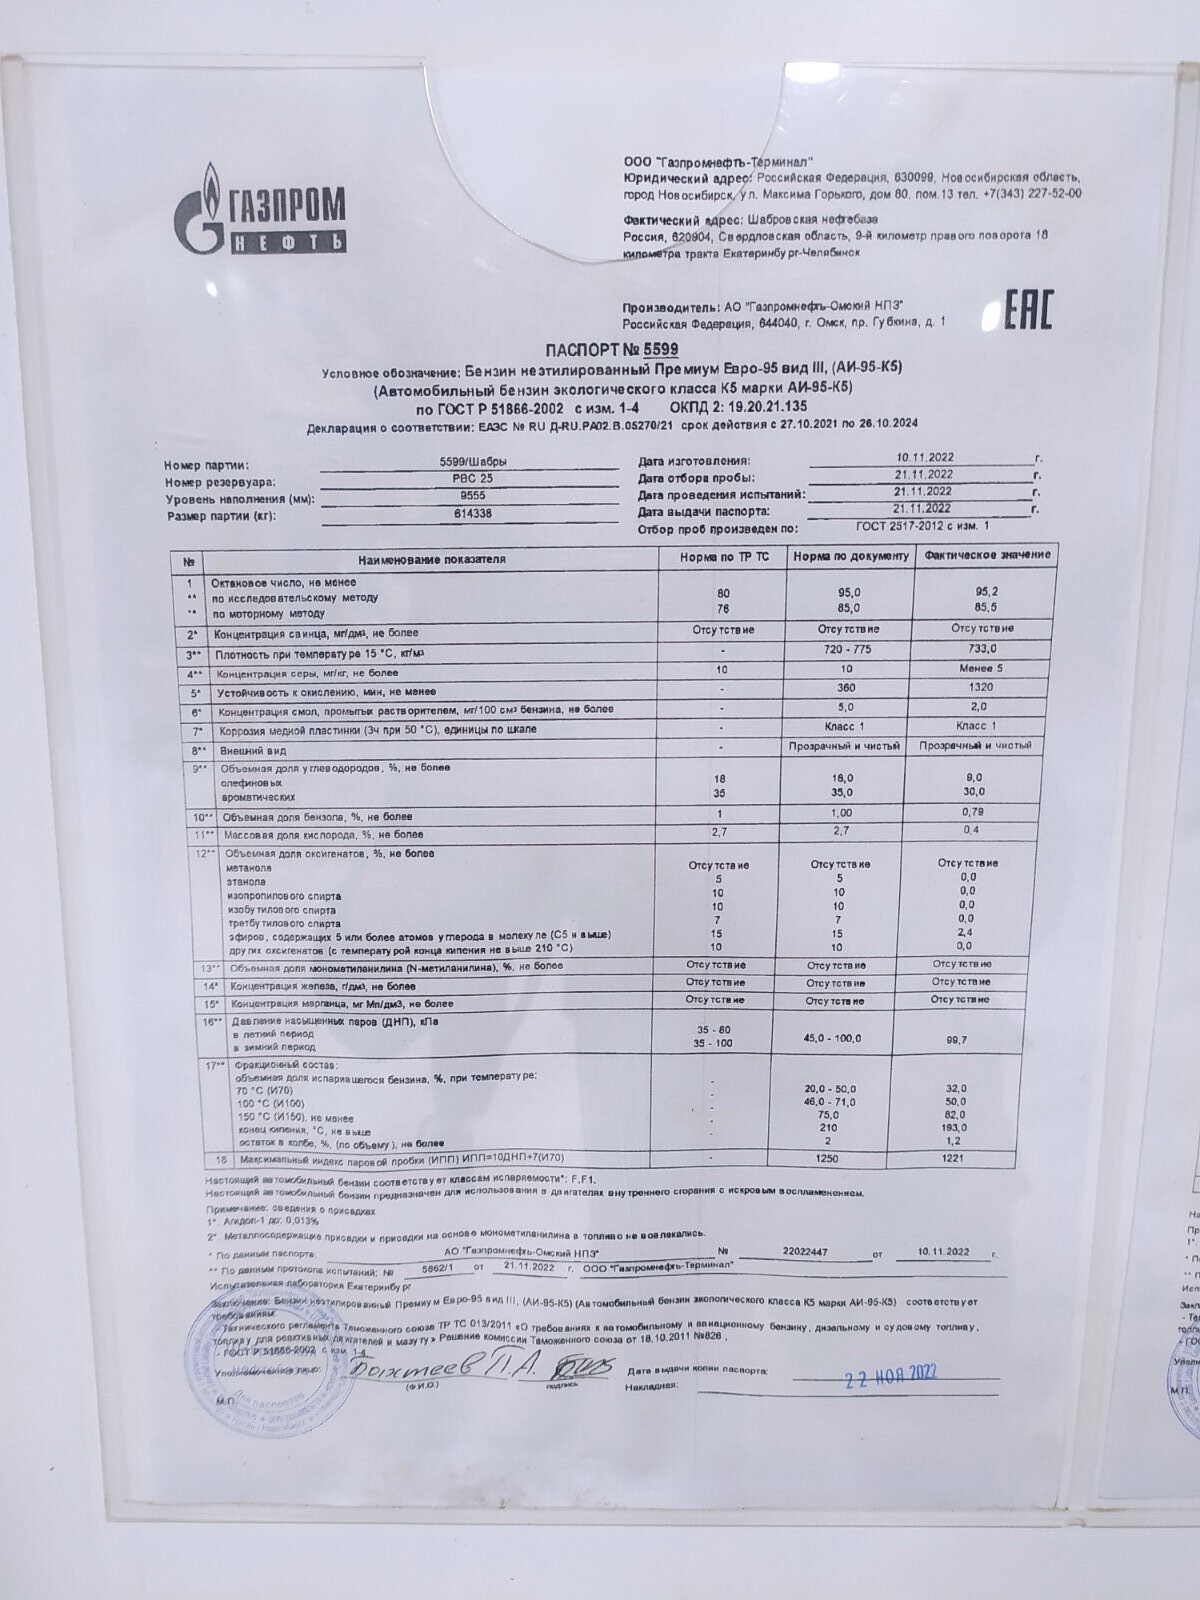 ГАЗПРОМ
НЕФТЬ
ООО "Газпромнефть-Терминал"
Юридический адрес: Российская Федерация, 630099, Новосибирская область,
город Новосибирск, ул. Максима Горького, дом 80, пом.13 тел. +7(343) 227-52-00
Фактический адрес: Шабровская нефтебаза
Россия, 620904, Свердловская область, 9-й километр правого поворота 18
километра тракта Екатеринбург-Челябинск
Производитель: АО "Газпромнефть-Омский НПЗ"
Российская Федерация, 644040, г. Омск, пр. Губкина, д. 1
ЕАС
ПАСПОРТ № 5599
Условное обозначение: Бензин неэтилированный Премиум Евро-95 вид III, (АИ-95-К5)
(Автомобильный бензин экологического класса К5 марки АИ-95-К5)
по ГОСТ Р 51866-2002 с изм. 1-4 ОКПД 2: 19.20.21.135
Декларация о соответствии: ЕАЭС № RU Д-RU.РА02.В.05270/21 срок действия с 27.10.2021 по 26.10.2024
Номер партии: 5599/Шабры
Номер резервуара: РВС 25
Уровень наполнения (мм): 9555
Размер партии (кг): 614338
Дата изготовления: 10.11.2022 г.
Дата отбора пробы: 21.11.2022 г.
Дата проведения испытаний: 21.11.2022 г.
Дата выдачи паспорта: 21.11.2022 г.
Отбор проб произведен по: ГОСТ 2517-2012 с изм. 1
№ Наименование показателя Норма по ТР ТС Норма по документу Фактическое значение
1 Октановое число, не менее
** по исследовательскому методу 80 95,0 95,2
** по моторному методу 76 85,0 85,5
2* Концентрация свинца, мг/дм³, не более Отсутствие Отсутствие Отсутствие
3** Плотность при температуре 15 °С, кг/м³ - 720 - 775 733,0
4** Концентрация серы, мг/кг, не более 10 10 Менее 5
5* Устойчивость к окислению, мин, не менее - 360 1320
6* Концентрация смол, промытых растворителем, мг/100 см³ бензина, не более - 5,0 2,0
7* Коррозия медной пластинки (3ч при 50 °С), единицы по шкале - Класс 1 Класс 1
8** Внешний вид - Прозрачный и чистый Прозрачный и чистый
9** Объемная доля углеводородов, %, не более
олефиновых 18 18,0 9,0
ароматических 35 35,0 30,0
10** Объемная доля бензола, %, не более 1 1,00 0,79
11** Массовая доля кислорода, %, не более 2,7 2,7 0,4
12** Объемная доля оксигенатов, %, не более
метанола Отсутствие Отсутствие Отсутствие
этанола 5 5 0,0
изопропилового спирта 10 10 0,0
изобутилового спирта 10 10 0,0
третбутилового спирта 7 7 0,0
эфиров, содержащих 5 или более атомов углерода в молекуле (С5 и выше) 15 15 2,4
других оксигенатов (с температурой конца кипения не выше 210 °С) 10 10 0,0
13** Объемная доля монометиланилина (N-метиланилина), %, не более Отсутствие Отсутствие Отсутствие
14* Концентрация железа, г/дм3, не более Отсутствие Отсутствие Отсутствие
15* Концентрация марганца, мг Мп/дм3, не более Отсутствие Отсутствие Отсутствие
16** Давление насыщенных паров (ДНП), кПа
в летний период 35 - 80
в зимний период 35 - 100 45,0 - 100,0 99,7
17** Фракционный состав:
объемная доля испарившегося бензина, %, при температуре:
70 °С (И70) - 20,0 - 50,0 32,0
100 °С (И100) - 46,0 - 71,0 50,0
150 °С (И150), не менее - 75,0 82,0
конец кипения, °С, не выше - 210 193,0
остаток в колбе, %, (по объему), не более - 2 1,2
18 Максимальный индекс паровой пробки (ИПП) ИПП=10ДНП+7(И70) - 1250 1221
Настоящий автомобильный бензин соответствует классам испаряемости*: F,F1.
Настоящий автомобильный бензин предназначен для использования в двигателях внутреннего сгорания с искровым воспламенением.
Примечание: сведения о присадках
1*. Агидол-1 до: 0,013%
2*. Металлосодержащие присадки и присадки на основе монометиланилина в топливо не вовлекались.
* По данным паспорта: АО "Газпромнефть-Омский НПЗ" № 22022447 от 10.11.2022 г.
** По данным протокола испытаний: № 5862/1 от 21.11.2022 г. ООО "Газпромнефть-Терминал"
Испытательная лаборатория Екатеринбург
Заключение: Бензин неэтилированный Премиум Евро-95 вид III, (АИ-95-К5) (Автомобильный бензин экологического класса К5 марки АИ-95-К5) соответствует
требованиям:
- Технического регламента Таможенного союза ТР ТС 013/2011 «О требованиях к автомобильному и авиационному бензину, дизельному и судовому топливу,
топливу для реактивных двигателей и мазуту» Решение комиссии Таможенного союза от 18.10.2011 №826 ,
- ГОСТ Р 51866-2002 с изм. 1-4.
Уполномоченное лицо: Бахтеев П.А.
(Ф.И.О.) подпись
Дата выдачи копии паспорта: 22 НОЯ 2022
Накладная:
М.П.
Для паспортов